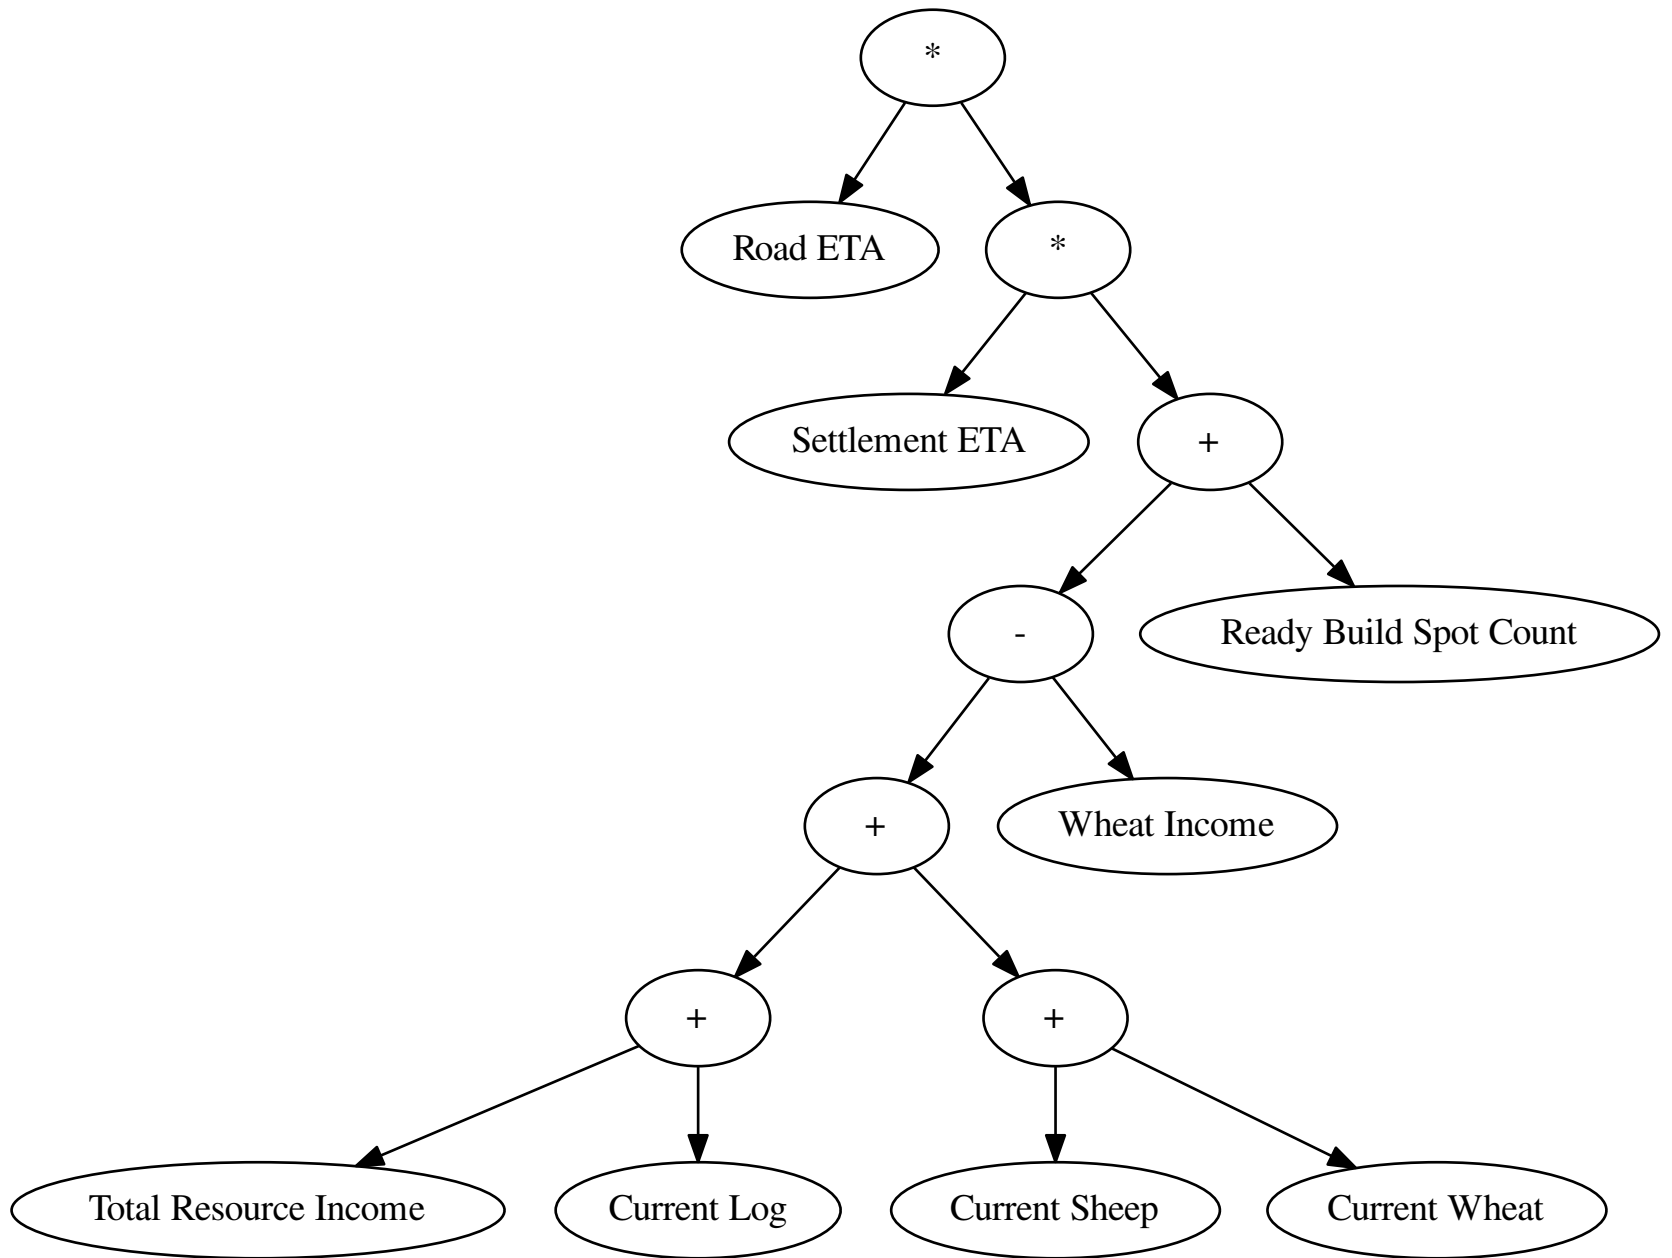 *
Road ETA
*
Settlement ETA
+
-
Ready Build Spot Count
+
Wheat Income
+
+
Total Resource Income
Current Log
Current Sheep
Current Wheat